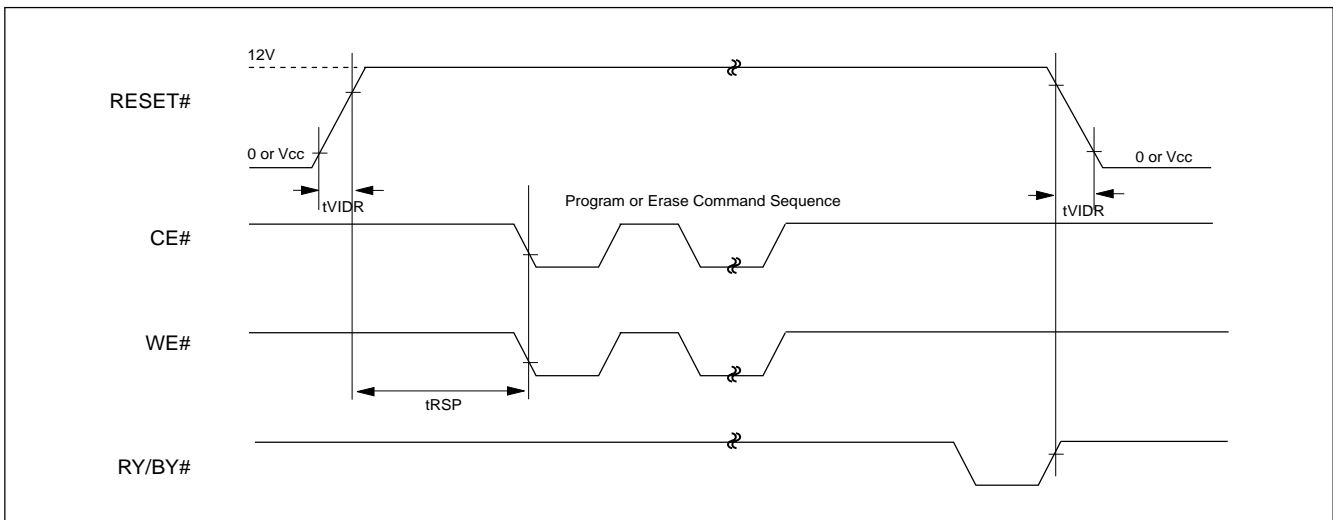 12V
RESET#
0 or Vcc
0 or Vcc
tVIDR
tVIDR
Program or Erase Command Sequence
CE#
WE#
tRSP
RY/BY#